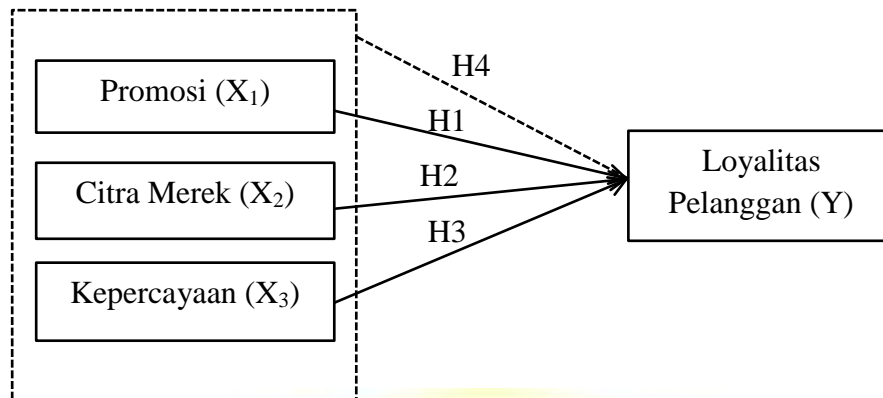 H4
Promosi (X₁)
H1
Citra Merek (X₂)
H2
Kepercayaan (X₃)
H3
Loyalitas
Pelanggan (Y)